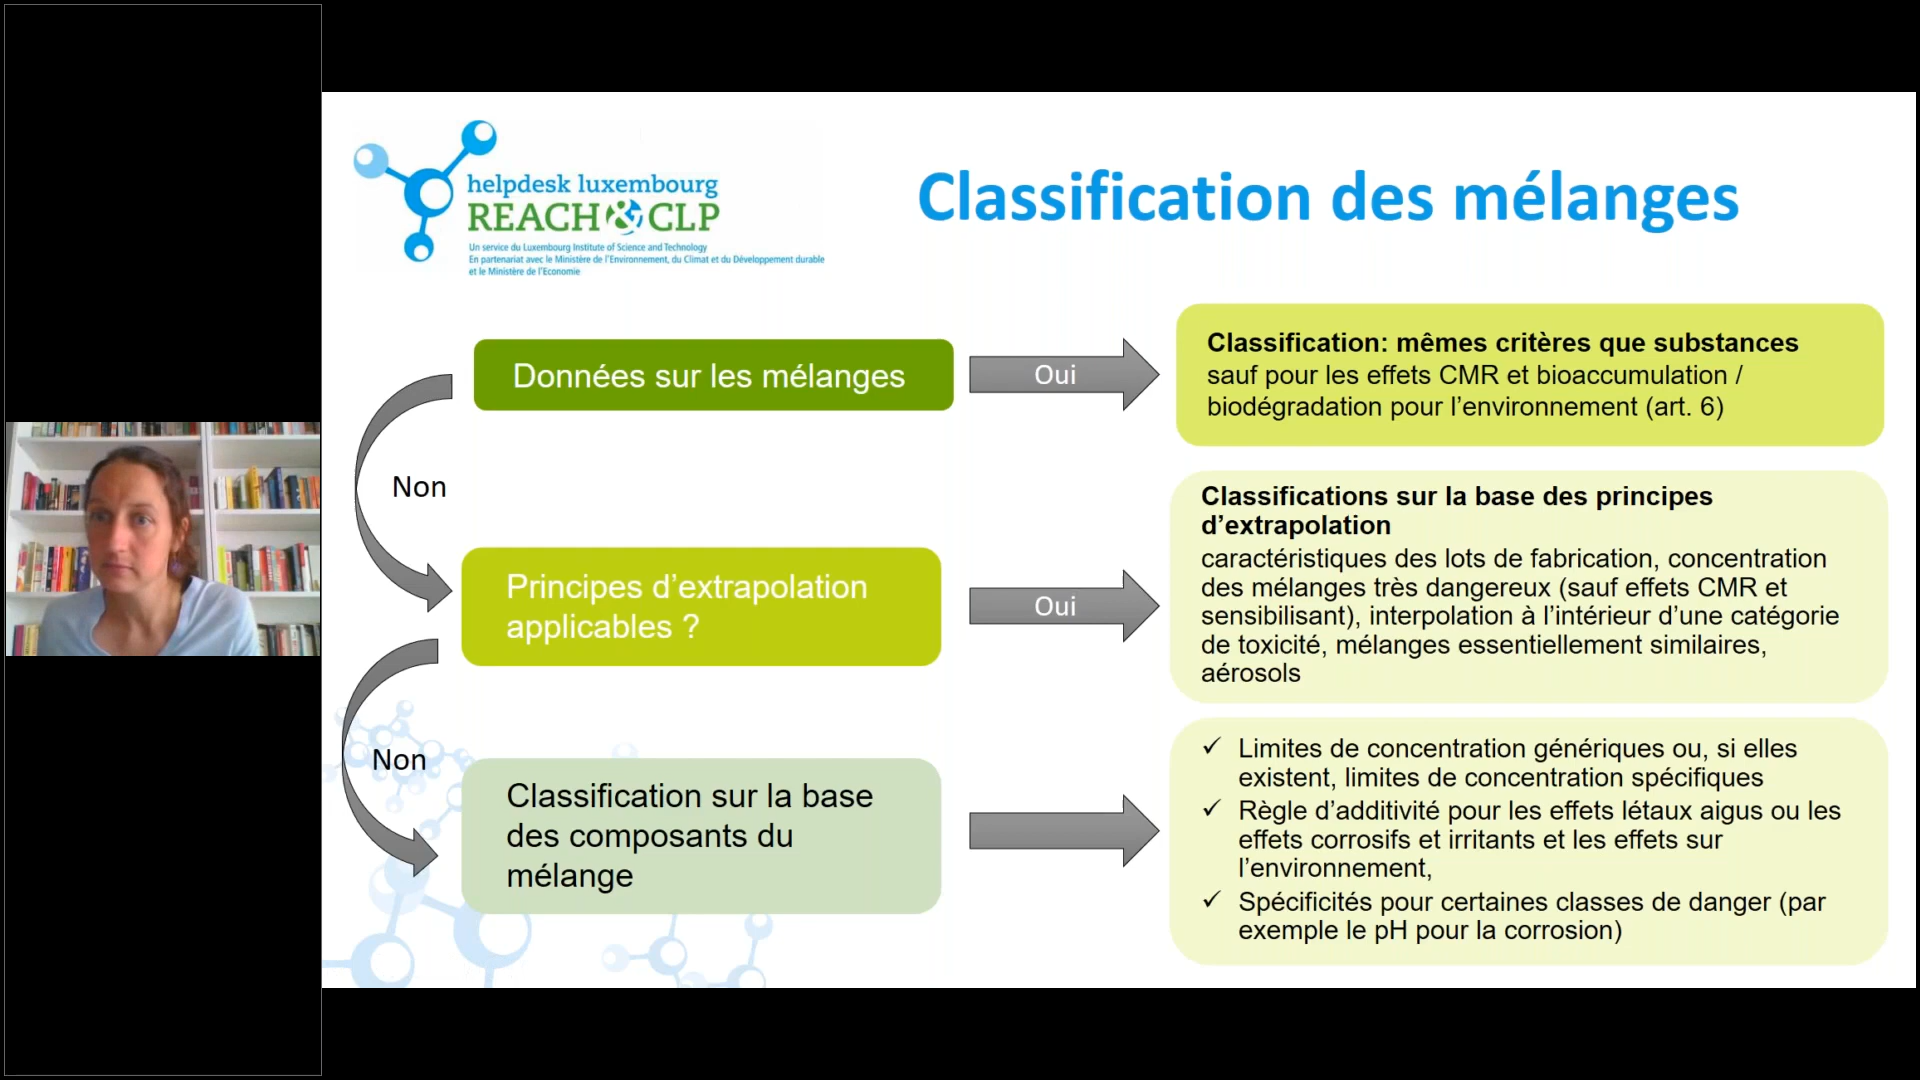 helpdesk luxembourg
REACH & CLP
Un service du Luxembourg Institute of Science and Technology
En partenariat avec le Ministère de l'Environnement, du Climat et du Développement durable
et le Ministère de l'Economie
Classification des mélanges
Données sur les mélanges
Oui
Classification: mêmes critères que substances
sauf pour les effets CMR et bioaccumulation /
biodégradation pour l'environnement (art. 6)
Non
Principes d'extrapolation
applicables ?
Oui
Classifications sur la base des principes
d'extrapolation
caractéristiques des lots de fabrication, concentration
des mélanges très dangereux (sauf effets CMR et
sensibilisant), interpolation à l'intérieur d'une catégorie
de toxicité, mélanges essentiellement similaires,
aérosols
Non
Classification sur la base
des composants du
mélange
✓ Limites de concentration génériques ou, si elles
existent, limites de concentration spécifiques
✓ Règle d'additivité pour les effets létaux aigus ou les
effets corrosifs et irritants et les effets sur
l'environnement,
✓ Spécificités pour certaines classes de danger (par
exemple le pH pour la corrosion)